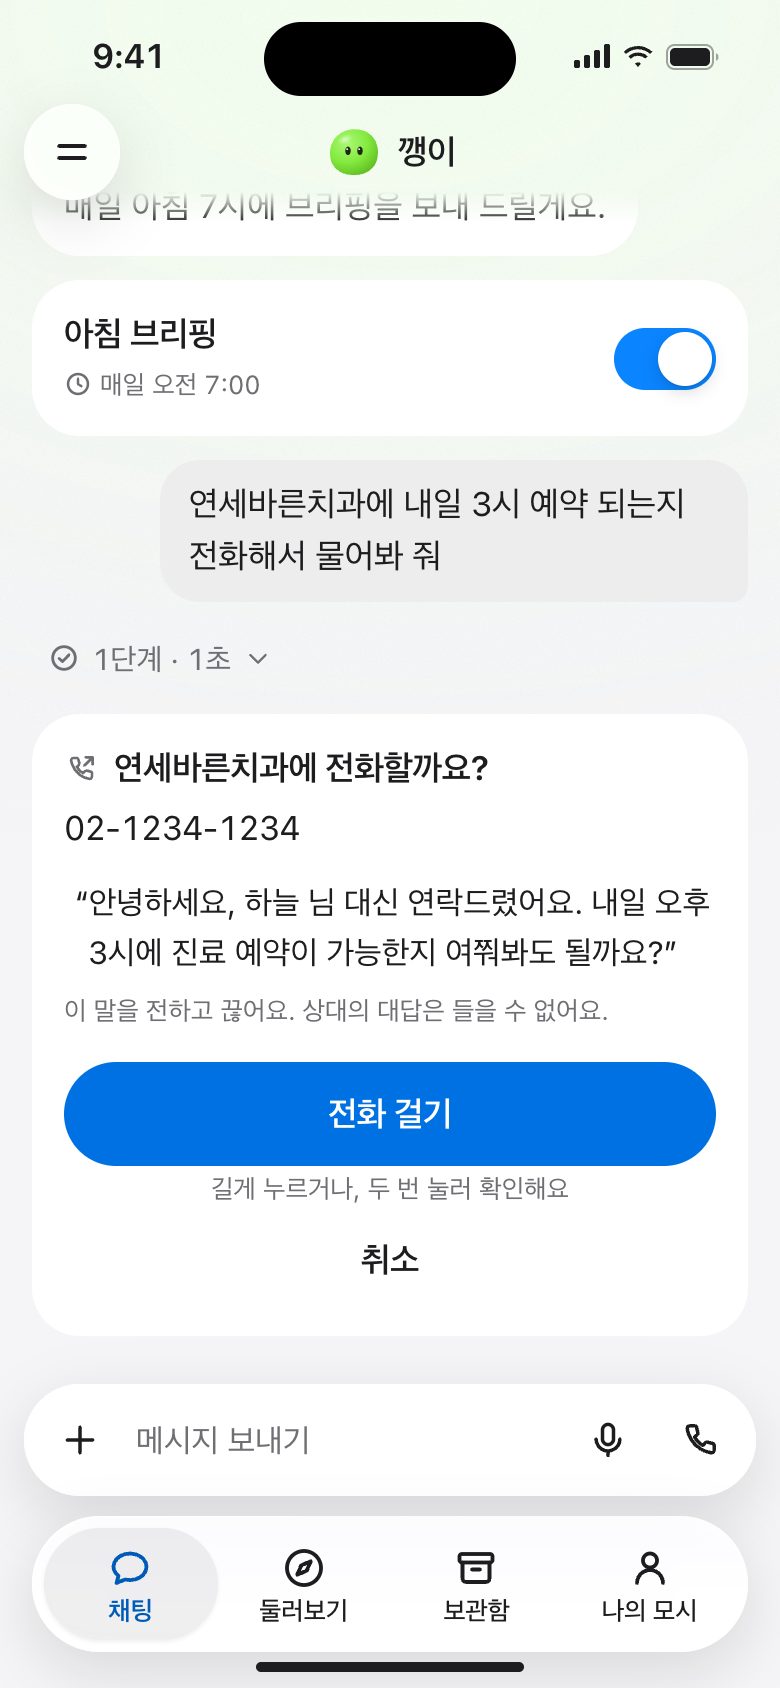 9:41
깽이
매일 아침 7시에 브리핑을 보내 드릴게요.
아침 브리핑
매일 오전 7:00
연세바른치과에 내일 3시 예약 되는지
전화해서 물어봐 줘
1단계 · 1초
연세바른치과에 전화할까요?
02-1234-1234
“안녕하세요, 하늘 님 대신 연락드렸어요. 내일 오후
3시에 진료 예약이 가능한지 여쭤봐도 될까요?”
이 말을 전하고 끊어요. 상대의 대답은 들을 수 없어요.
전화 걸기
길게 누르거나, 두 번 눌러 확인해요
취소
메시지 보내기
채팅
둘러보기
보관함
나의 모시